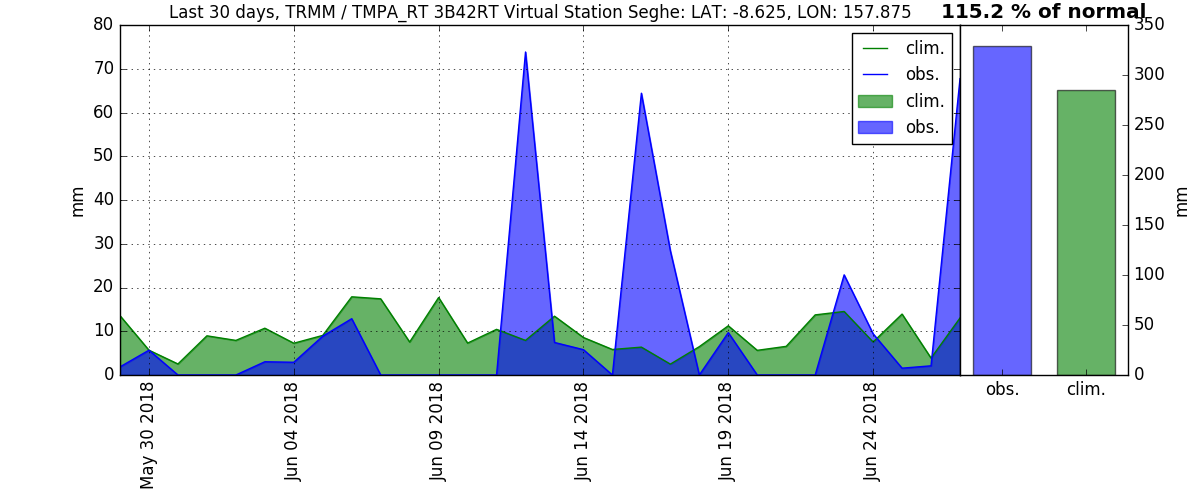 Last 30 days, TRMM / TMPA_RT 3B42RT Virtual Station Seghe: LAT: -8.625, LON: 157.875
115.2 % of normal
80
70
60
50
40
30
20
10
0
mm
clim.
obs.
clim.
obs.
350
300
250
200
150
100
50
0
mm
May 30 2018
Jun 04 2018
Jun 09 2018
Jun 14 2018
Jun 19 2018
Jun 24 2018
obs.
clim.